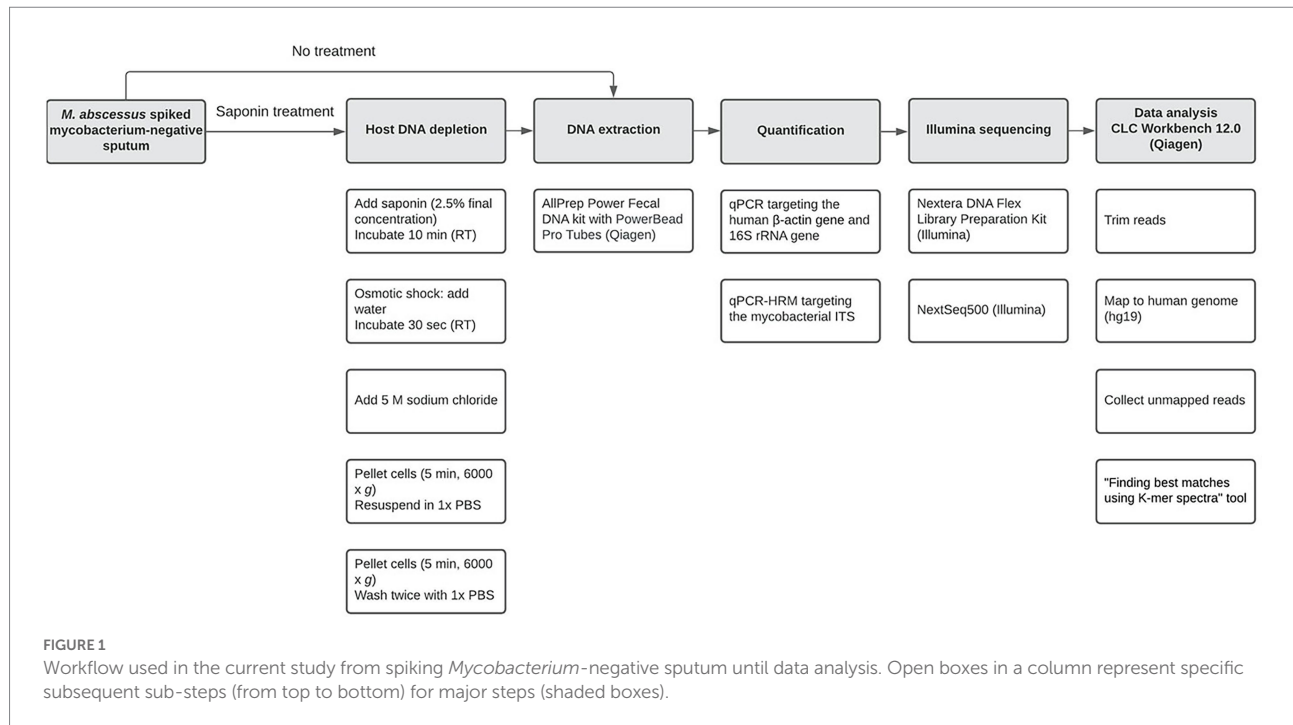 No treatment
M. abscessus spiked
mycobacterium-negative
sputum
Saponin treatment
Host DNA depletion
DNA extraction
Quantification
Illumina sequencing
Data analysis
CLC Workbench 12.0
(Qiagen)
Add saponin (2.5% final
concentration)
Incubate 10 min (RT)
Osmotic shock: add
water
Incubate 30 sec (RT)
Add 5 M sodium chloride
Pellet cells (5 min, 6000
x g)
Resuspend in 1x PBS
Pellet cells (5 min, 6000
x g)
Wash twice with 1x PBS
AllPrep Power Fecal
DNA kit with PowerBead
Pro Tubes (Qiagen)
qPCR targeting the
human β-actin gene and
16S rRNA gene
qPCR-HRM targeting
the mycobacterial ITS
Nextera DNA Flex
Library Preparation Kit
(Illumina)
NextSeq500 (Illumina)
Trim reads
Map to human genome
(hg19)
Collect unmapped reads
"Finding best matches
using K-mer spectra" tool
FIGURE 1
Workflow used in the current study from spiking Mycobacterium-negative sputum until data analysis. Open boxes in a column represent specific
subsequent sub-steps (from top to bottom) for major steps (shaded boxes).